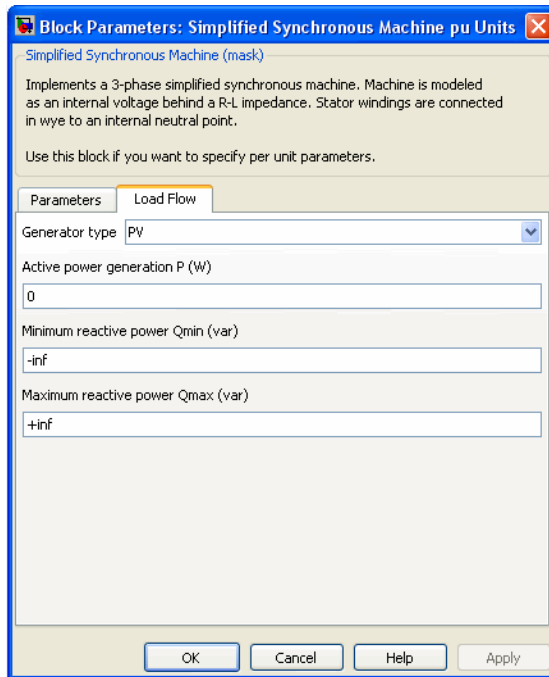 Block Parameters: Simplified Synchronous Machine pu Units
Simplified Synchronous Machine (mask)
Implements a 3-phase simplified synchronous machine. Machine is modeled
as an internal voltage behind a R-L impedance. Stator windings are connected
in wye to an internal neutral point.
Use this block if you want to specify per unit parameters.
Parameters Load Flow
Generator type PV
Active power generation P (W)
0
Minimum reactive power Qmin (var)
-inf
Maximum reactive power Qmax (var)
+inf
OK Cancel Help Apply